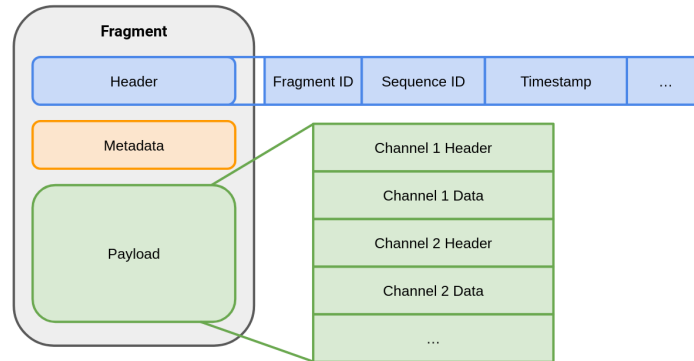 Fragment
Header
Fragment ID
Sequence ID
Timestamp
...
Metadata
Payload
Channel 1 Header
Channel 1 Data
Channel 2 Header
Channel 2 Data
...